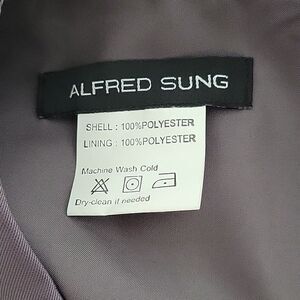 ALFRED SUNG
SHELL : 100%POLYESTER
LINING : 100%POLYESTER
Machine Wash Cold
Dry-clean if needed